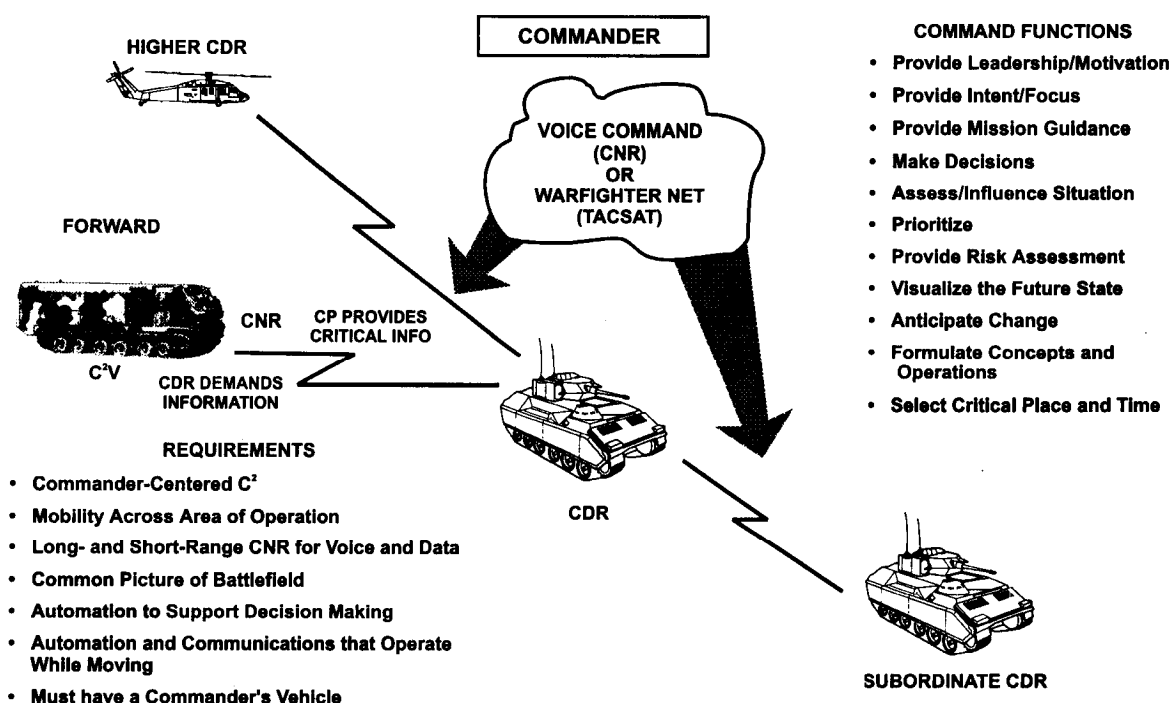 COMMANDER
HIGHER CDR
VOICE COMMAND
(CNR)
OR
WARFIGHTER NET
(TACSAT)
FORWARD
C²V
CNR
CP PROVIDES
CRITICAL INFO
CDR DEMANDS
INFORMATION
CDR
SUBORDINATE CDR
COMMAND FUNCTIONS
• Provide Leadership/Motivation
• Provide Intent/Focus
• Provide Mission Guidance
• Make Decisions
• Assess/Influence Situation
• Prioritize
• Provide Risk Assessment
• Visualize the Future State
• Anticipate Change
• Formulate Concepts and
Operations
• Select Critical Place and Time
REQUIREMENTS
• Commander-Centered C²
• Mobility Across Area of Operation
• Long- and Short-Range CNR for Voice and Data
• Common Picture of Battlefield
• Automation to Support Decision Making
• Automation and Communications that Operate
While Moving
• Must have a Commander's Vehicle